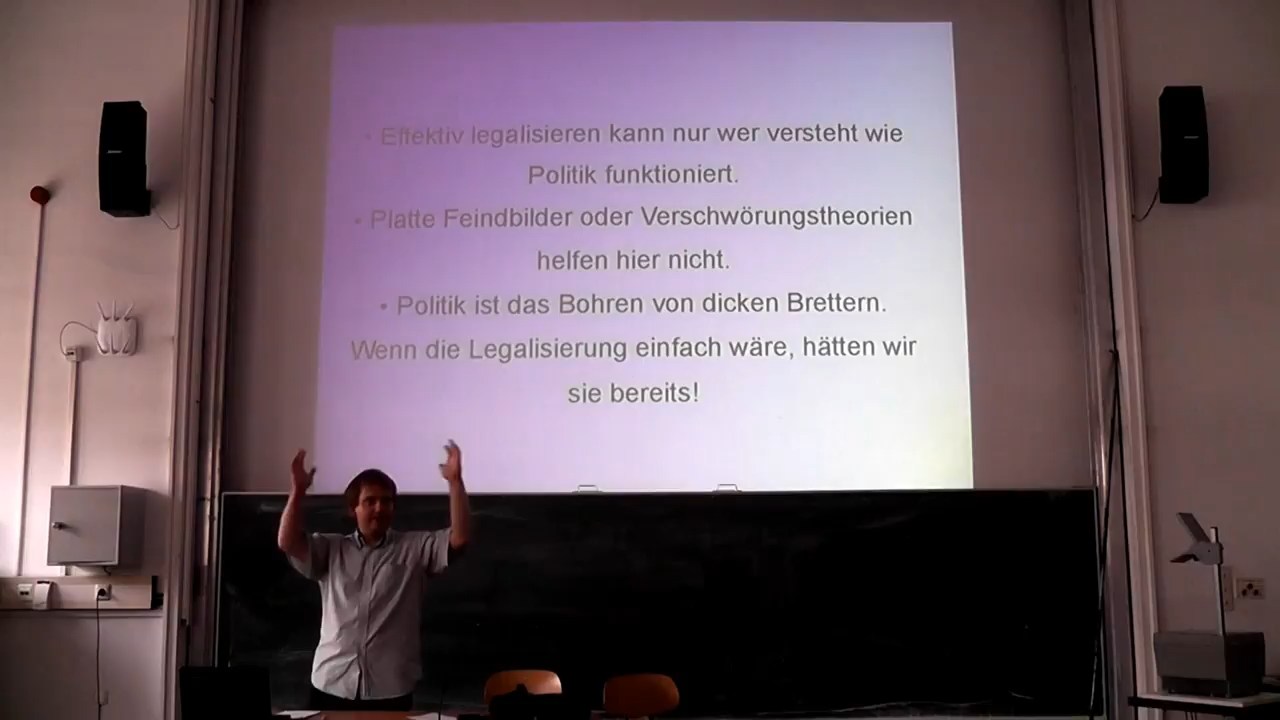 • Effektiv legalisieren kann nur wer versteht wie
Politik funktioniert.
• Platte Feindbilder oder Verschwörungstheorien
helfen hier nicht.
• Politik ist das Bohren von dicken Brettern.
Wenn die Legalisierung einfach wäre, hätten wir
sie bereits!